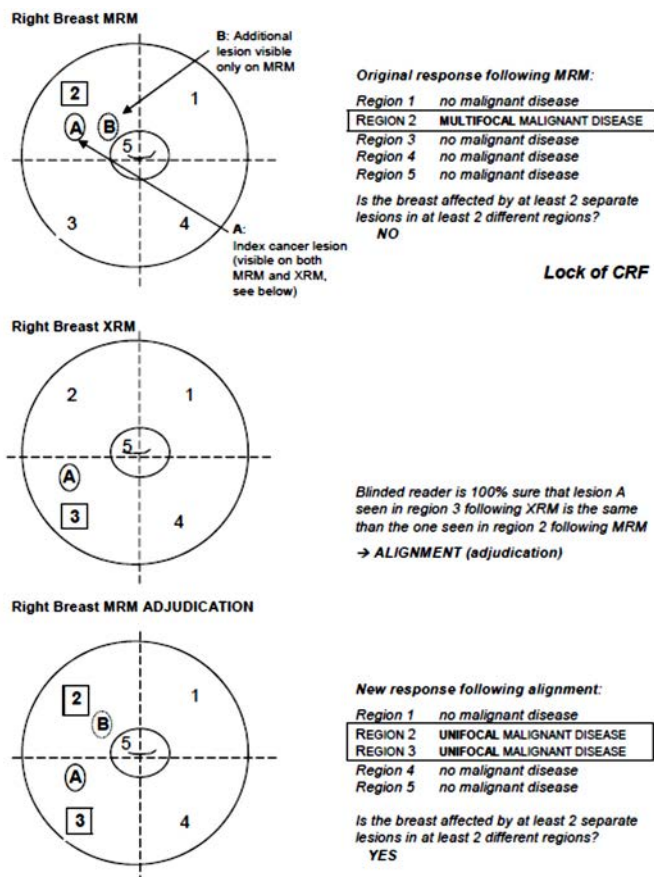 Right Breast MRM
B: Additional
lesion visible
only on MRM
2
1
A
B
5
3
4
A:
Index cancer lesion
(visible on both
MRM and XRM,
see below)
Original response following MRM:
Region 1 no malignant disease
REGION 2 MULTIFOCAL MALIGNANT DISEASE
Region 3 no malignant disease
Region 4 no malignant disease
Region 5 no malignant disease
Is the breast affected by at least 2 separate
lesions in at least 2 different regions?
NO
Lock of CRF
Right Breast XRM
2
1
5
A
3
4
Blinded reader is 100% sure that lesion A
seen in region 3 following XRM is the same
than the one seen in region 2 following MRM
→ ALIGNMENT (adjudication)
Right Breast MRM ADJUDICATION
2
1
B
5
A
3
4
New response following alignment:
Region 1 no malignant disease
REGION 2 UNIFOCAL MALIGNANT DISEASE
REGION 3 UNIFOCAL MALIGNANT DISEASE
Region 4 no malignant disease
Region 5 no malignant disease
Is the breast affected by at least 2 separate
lesions in at least 2 different regions?
YES